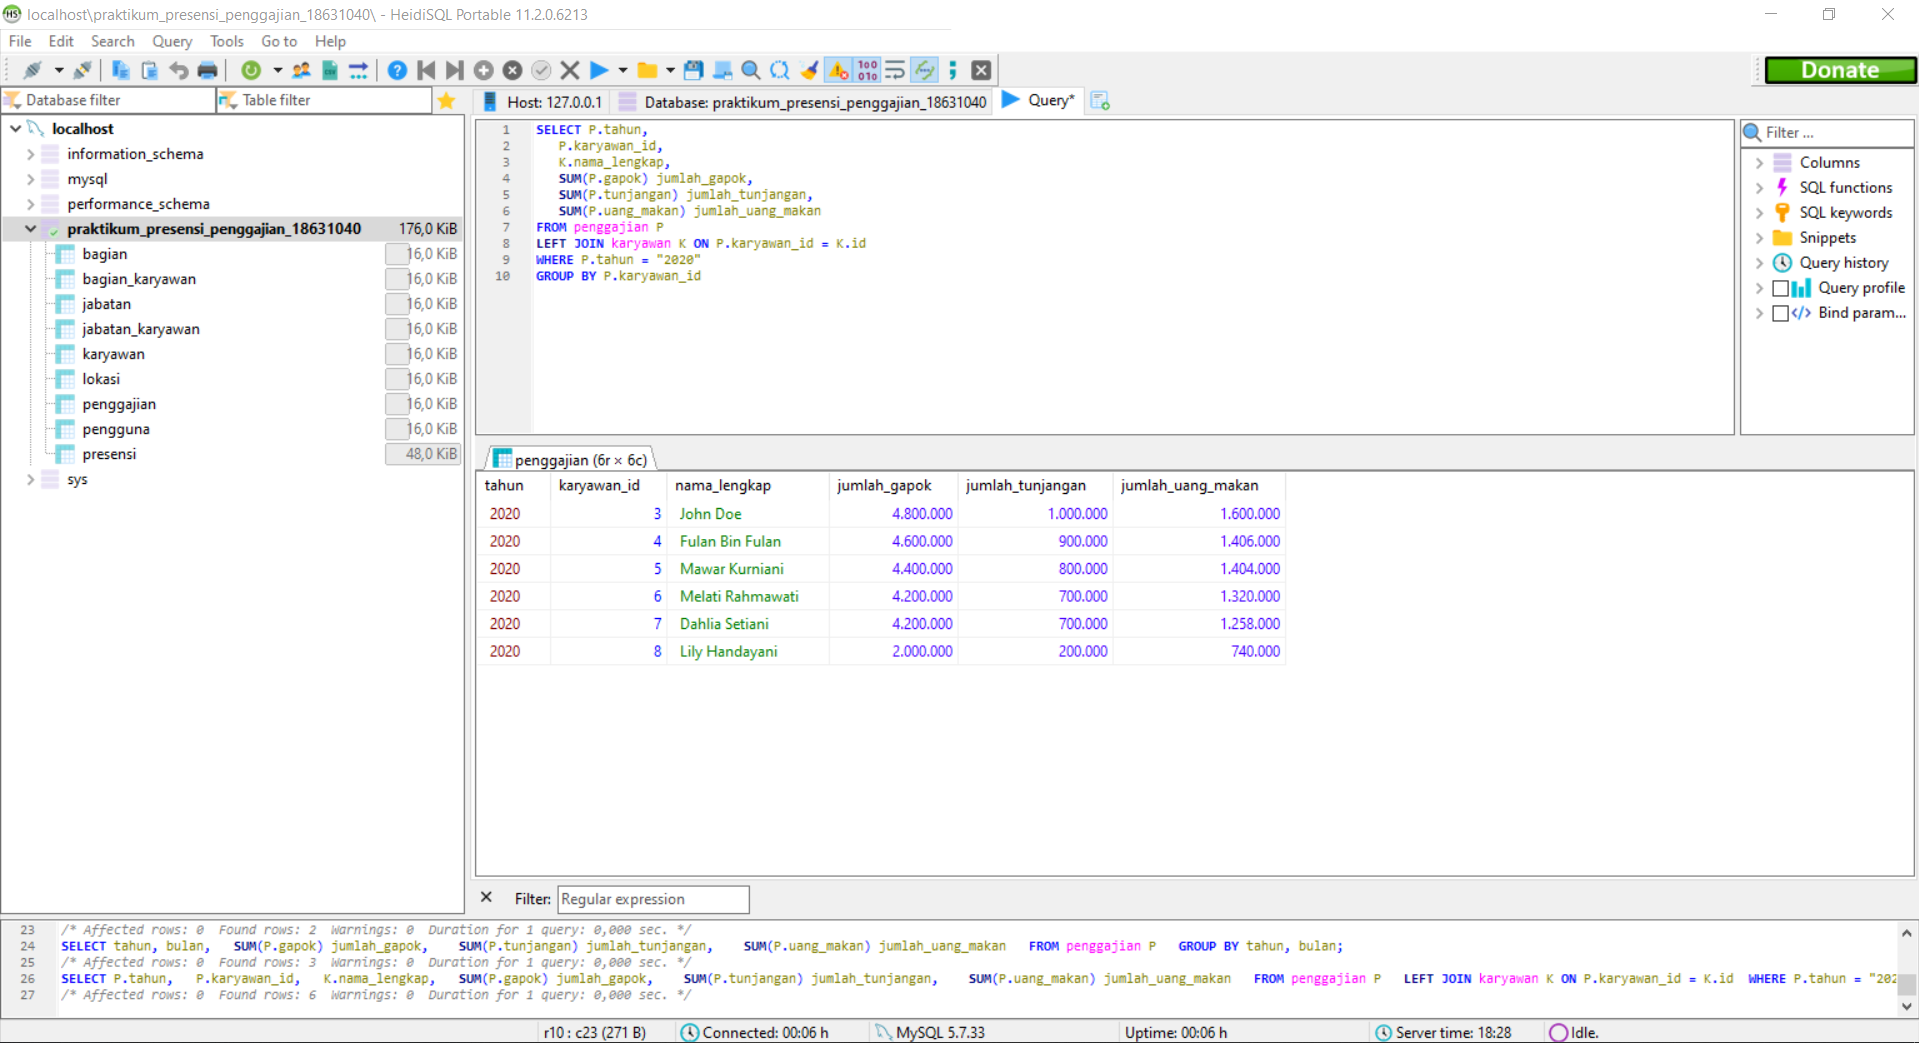 localhost\praktikum_presensi_penggajian_18631040\ - HeidiSQL Portable 11.2.0.6213
File Edit Search Query Tools Go to Help
Donate
Database filter Table filter
Host: 127.0.0.1 Database: praktikum_presensi_penggajian_18631040 Query*
localhost
information_schema
mysql
performance_schema
praktikum_presensi_penggajian_18631040 176,0 KiB
bagian 16,0 KiB
bagian_karyawan 16,0 KiB
jabatan 16,0 KiB
jabatan_karyawan 16,0 KiB
karyawan 16,0 KiB
lokasi 16,0 KiB
penggajian 16,0 KiB
pengguna 16,0 KiB
presensi 48,0 KiB
sys
1 SELECT P.tahun,
2 P.karyawan_id,
3 K.nama_lengkap,
4 SUM(P.gapok) jumlah_gapok,
5 SUM(P.tunjangan) jumlah_tunjangan,
6 SUM(P.uang_makan) jumlah_uang_makan
7 FROM penggajian P
8 LEFT JOIN karyawan K ON P.karyawan_id = K.id
9 WHERE P.tahun = "2020"
10 GROUP BY P.karyawan_id
Filter ...
Columns
SQL functions
SQL keywords
Snippets
Query history
Query profile
Bind param...
penggajian (6r × 6c)
tahun karyawan_id nama_lengkap jumlah_gapok jumlah_tunjangan jumlah_uang_makan
2020 3 John Doe 4.800.000 1.000.000 1.600.000
2020 4 Fulan Bin Fulan 4.600.000 900.000 1.406.000
2020 5 Mawar Kurniani 4.400.000 800.000 1.404.000
2020 6 Melati Rahmawati 4.200.000 700.000 1.320.000
2020 7 Dahlia Setiani 4.200.000 700.000 1.258.000
2020 8 Lily Handayani 2.000.000 200.000 740.000
Filter: Regular expression
23 /* Affected rows: 0 Found rows: 2 Warnings: 0 Duration for 1 query: 0,000 sec. */
24 SELECT tahun, bulan, SUM(P.gapok) jumlah_gapok, SUM(P.tunjangan) jumlah_tunjangan, SUM(P.uang_makan) jumlah_uang_makan FROM penggajian P GROUP BY tahun, bulan;
25 /* Affected rows: 0 Found rows: 3 Warnings: 0 Duration for 1 query: 0,000 sec. */
26 SELECT P.tahun, P.karyawan_id, K.nama_lengkap, SUM(P.gapok) jumlah_gapok, SUM(P.tunjangan) jumlah_tunjangan, SUM(P.uang_makan) jumlah_uang_makan FROM penggajian P LEFT JOIN karyawan K ON P.karyawan_id = K.id WHERE P.tahun = "202
27 /* Affected rows: 0 Found rows: 6 Warnings: 0 Duration for 1 query: 0,000 sec. */
r10 : c23 (271 B) Connected: 00:06 h MySQL 5.7.33 Uptime: 00:06 h Server time: 18:28 Idle.